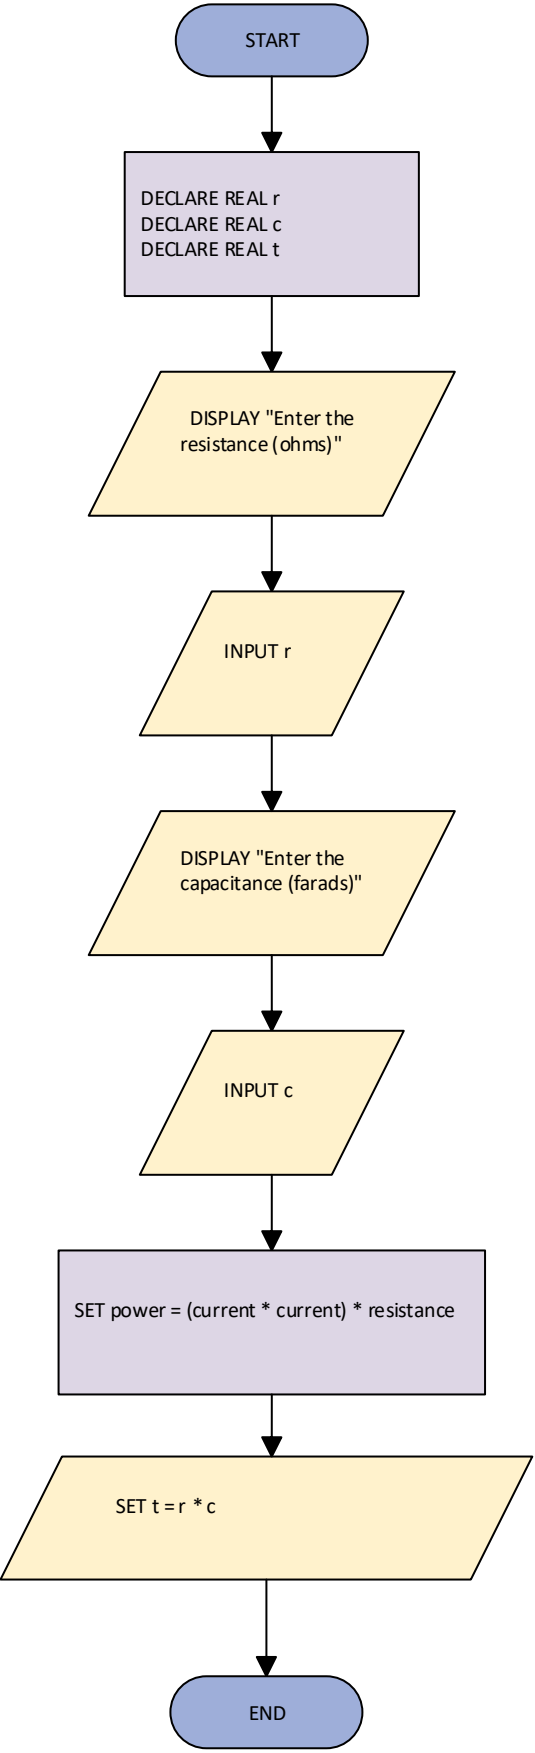 START
DECLARE REAL r
DECLARE REAL c
DECLARE REAL t
DISPLAY "Enter the
resistance (ohms)"
INPUT r
DISPLAY "Enter the
capacitance (farads)"
INPUT c
SET power = (current * current) * resistance
SET t = r * c
END